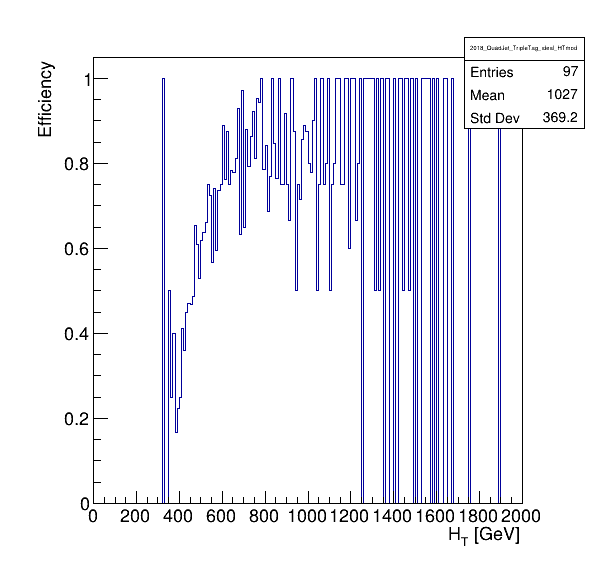 2018_QuadJet_TripleTag_ideal_HTmod
Entries 97
Mean 1027
Std Dev 369.2
Efficiency
1
0.8
0.6
0.4
0.2
0
0 200 400 600 800 1000 1200 1400 1600 1800 2000
H_T [GeV]